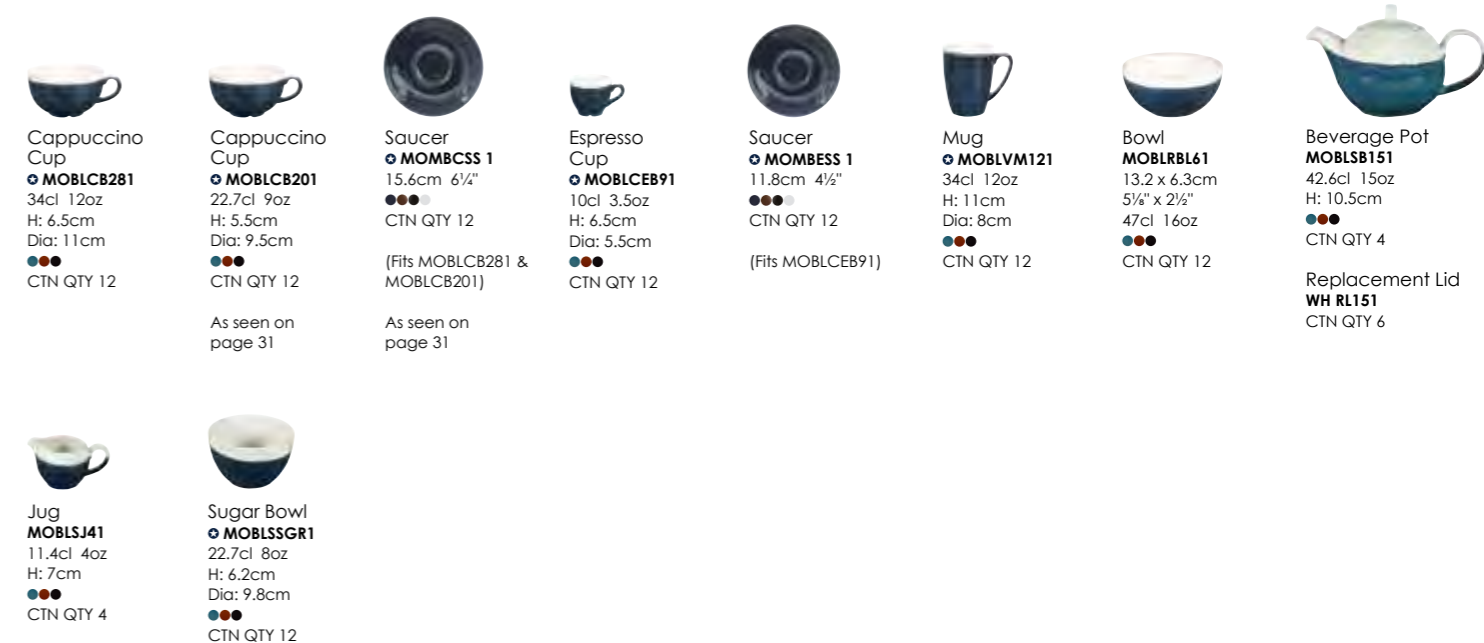 Cappuccino
Cup
✪ MOBLCB281
34cl 12oz
H: 6.5cm
Dia: 11cm
CTN QTY 12
Cappuccino
Cup
✪ MOBLCB201
22.7cl 9oz
H: 5.5cm
Dia: 9.5cm
CTN QTY 12
As seen on
page 31
Saucer
✪ MOMBCSS 1
15.6cm 6¼"
CTN QTY 12
(Fits MOBLCB281 &
MOBLCB201)
As seen on
page 31
Espresso
Cup
✪ MOBLCEB91
10cl 3.5oz
H: 6.5cm
Dia: 5.5cm
CTN QTY 12
Saucer
✪ MOMBESS 1
11.8cm 4½"
CTN QTY 12
(Fits MOBLCEB91)
Mug
✪ MOBLVM121
34cl 12oz
H: 11cm
Dia: 8cm
CTN QTY 12
Bowl
MOBLRBL61
13.2 x 6.3cm
5⅛" x 2½"
47cl 16oz
CTN QTY 12
Beverage Pot
MOBLSB151
42.6cl 15oz
H: 10.5cm
CTN QTY 4
Replacement Lid
WH RL151
CTN QTY 6
Jug
MOBLSJ41
11.4cl 4oz
H: 7cm
CTN QTY 4
Sugar Bowl
✪ MOBLSSGR1
22.7cl 8oz
H: 6.2cm
Dia: 9.8cm
CTN QTY 12